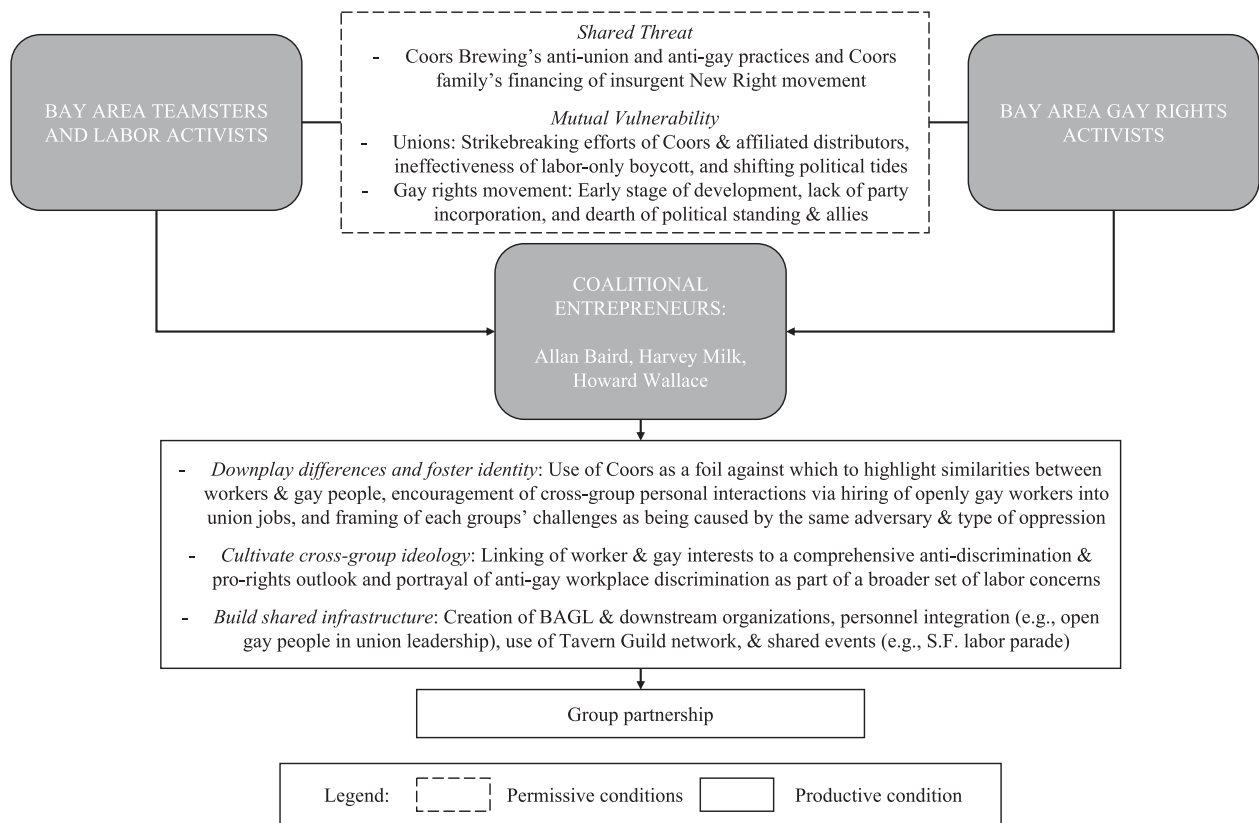 Shared Threat
- Coors Brewing’s anti-union and anti-gay practices and Coors
family’s financing of insurgent New Right movement
Mutual Vulnerability
- Unions: Strikebreaking efforts of Coors & affiliated distributors,
ineffectiveness of labor-only boycott, and shifting political tides
- Gay rights movement: Early stage of development, lack of party
incorporation, and dearth of political standing & allies
BAY AREA TEAMSTERS
AND LABOR ACTIVISTS
BAY AREA GAY RIGHTS
ACTIVISTS
COALITIONAL
ENTREPRENEURS:
Allan Baird, Harvey Milk,
Howard Wallace
- Downplay differences and foster identity: Use of Coors as a foil against which to highlight similarities between
workers & gay people, encouragement of cross-group personal interactions via hiring of openly gay workers into
union jobs, and framing of each groups’ challenges as being caused by the same adversary & type of oppression
- Cultivate cross-group ideology: Linking of worker & gay interests to a comprehensive anti-discrimination &
pro-rights outlook and portrayal of anti-gay workplace discrimination as part of a broader set of labor concerns
- Build shared infrastructure: Creation of BAGL & downstream organizations, personnel integration (e.g., open
gay people in union leadership), use of Tavern Guild network, & shared events (e.g., S.F. labor parade)
Group partnership
Legend: Permissive conditions Productive condition